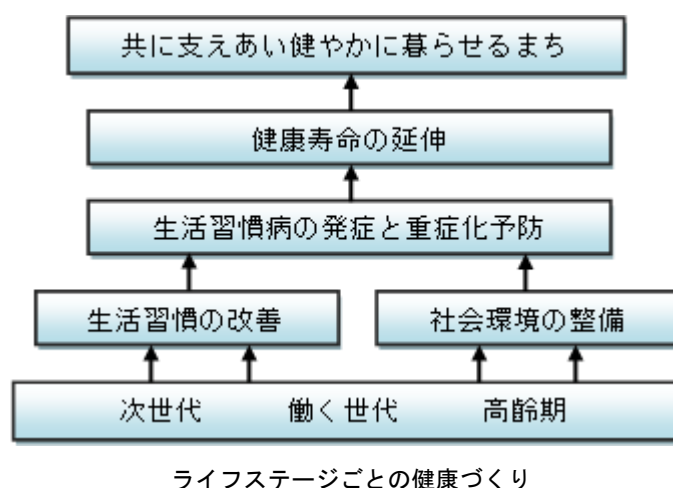 共に支えあい健やかに暮らせるまち
健康寿命の延伸
生活習慣病の発症と重症化予防
生活習慣の改善 社会環境の整備
次世代 働く世代 高齢期
ライフステージごとの健康づくり